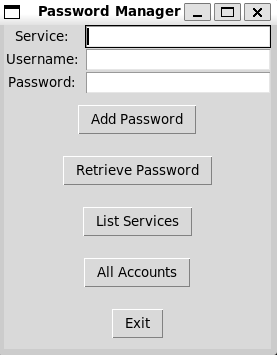 Password Manager
Service:
Username:
Password:
Add Password
Retrieve Password
List Services
All Accounts
Exit